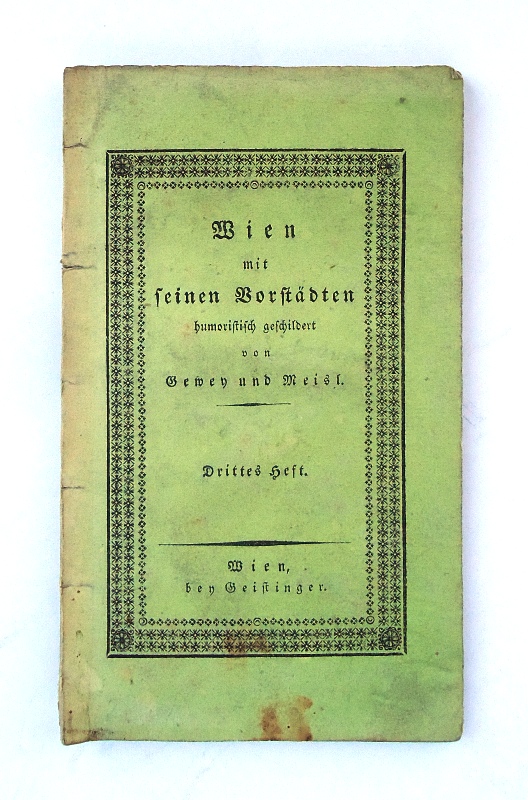 Wien
mit
seinen Vorstädten
humoristisch geschildert
von
Gewey und Meisl.
Drittes Heft.
Wien,
bey Geistinger.